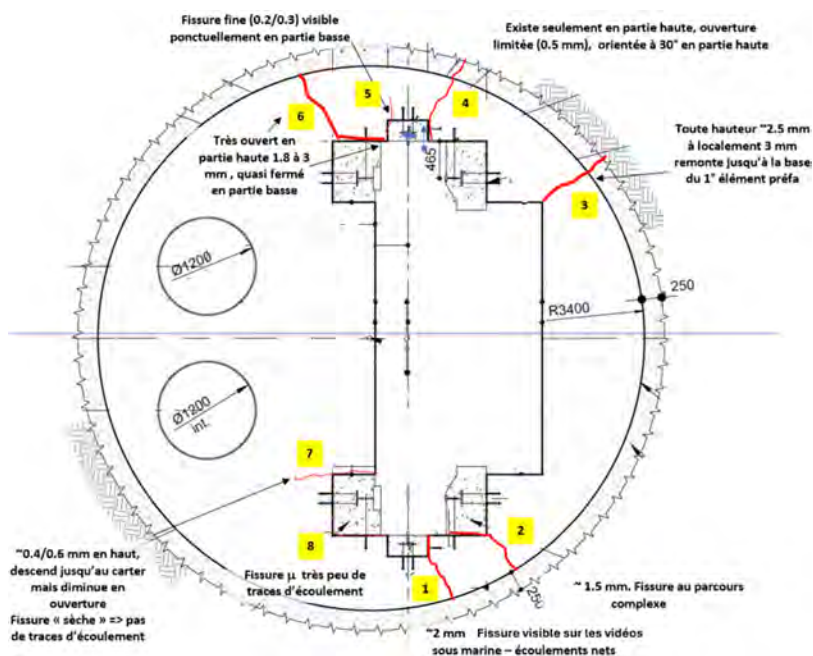 Fissure fine (0.2/0.3) visible
ponctuellement en partie basse
Existe seulement en partie haute, ouverture
limitée (0.5 mm), orientée à 30° en partie haute
5
4
6
Très ouvert en
partie haute 1.8 à 3
mm , quasi fermé
en partie basse
465
Toute hauteur ~2.5 mm
à localement 3 mm
remonte jusqu'à la base
du 1° élément préfa
3
Ø1200
250
R3400
Ø1200
int.
7
8
2
1
250
~0.4/0.6 mm en haut,
descend jusqu'au carter
mais diminue en
ouverture
Fissure « sèche » => pas
de traces d'écoulement
Fissure µ très peu de
traces d'écoulement
~ 1.5 mm. Fissure au parcours
complexe
~2 mm Fissure visible sur les vidéos
sous marine – écoulements nets